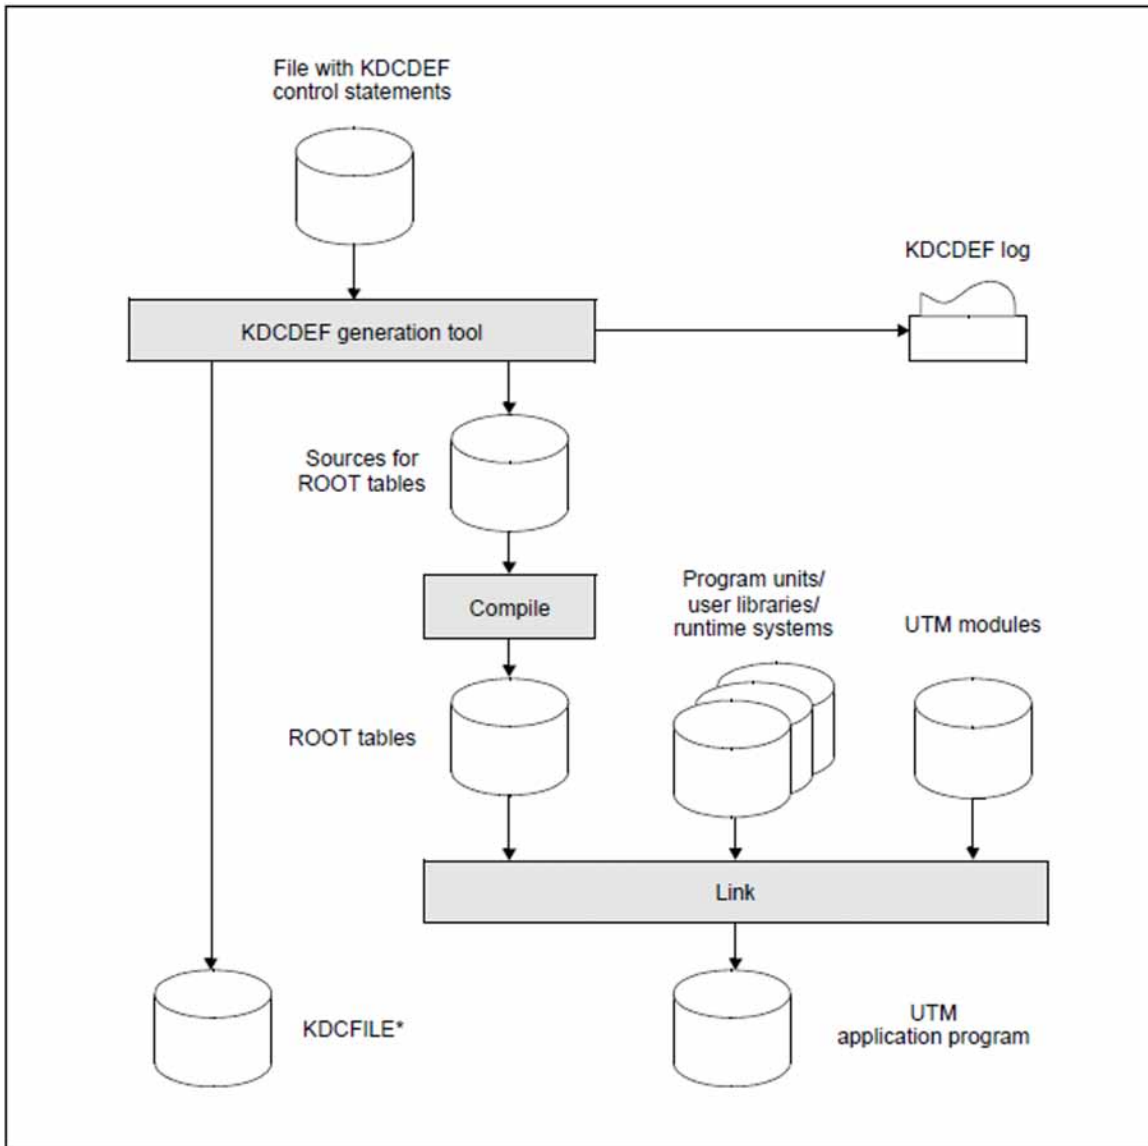 File with KDCDEF
control statements
KDCDEF log
KDCDEF generation tool
Sources for
ROOT tables
Compile
Program units/
user libraries/
runtime systems
UTM modules
ROOT tables
Link
KDCFILE*
UTM
application program